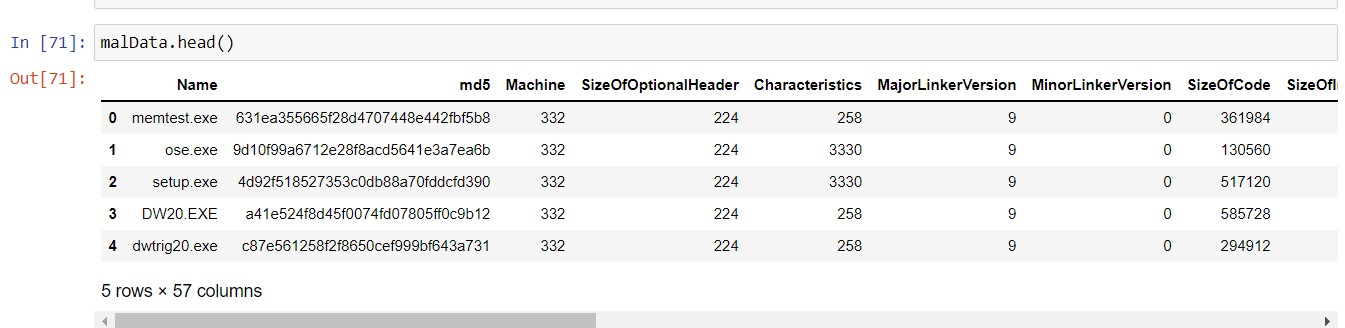 In [71]: malData.head()
Out[71]:
Name md5 Machine SizeOfOptionalHeader Characteristics MajorLinkerVersion MinorLinkerVersion SizeOfCode SizeOfI
0 memtest.exe 631ea355665f28d4707448e442fbf5b8 332 224 258 9 0 361984
1 ose.exe 9d10f99a6712e28f8acd5641e3a7ea6b 332 224 3330 9 0 130560
2 setup.exe 4d92f518527353c0db88a70fddcfd390 332 224 3330 9 0 517120
3 DW20.EXE a41e524f8d45f0074fd07805ff0c9b12 332 224 258 9 0 585728
4 dwtrig20.exe c87e561258f2f8650cef999bf643a731 332 224 258 9 0 294912
5 rows × 57 columns